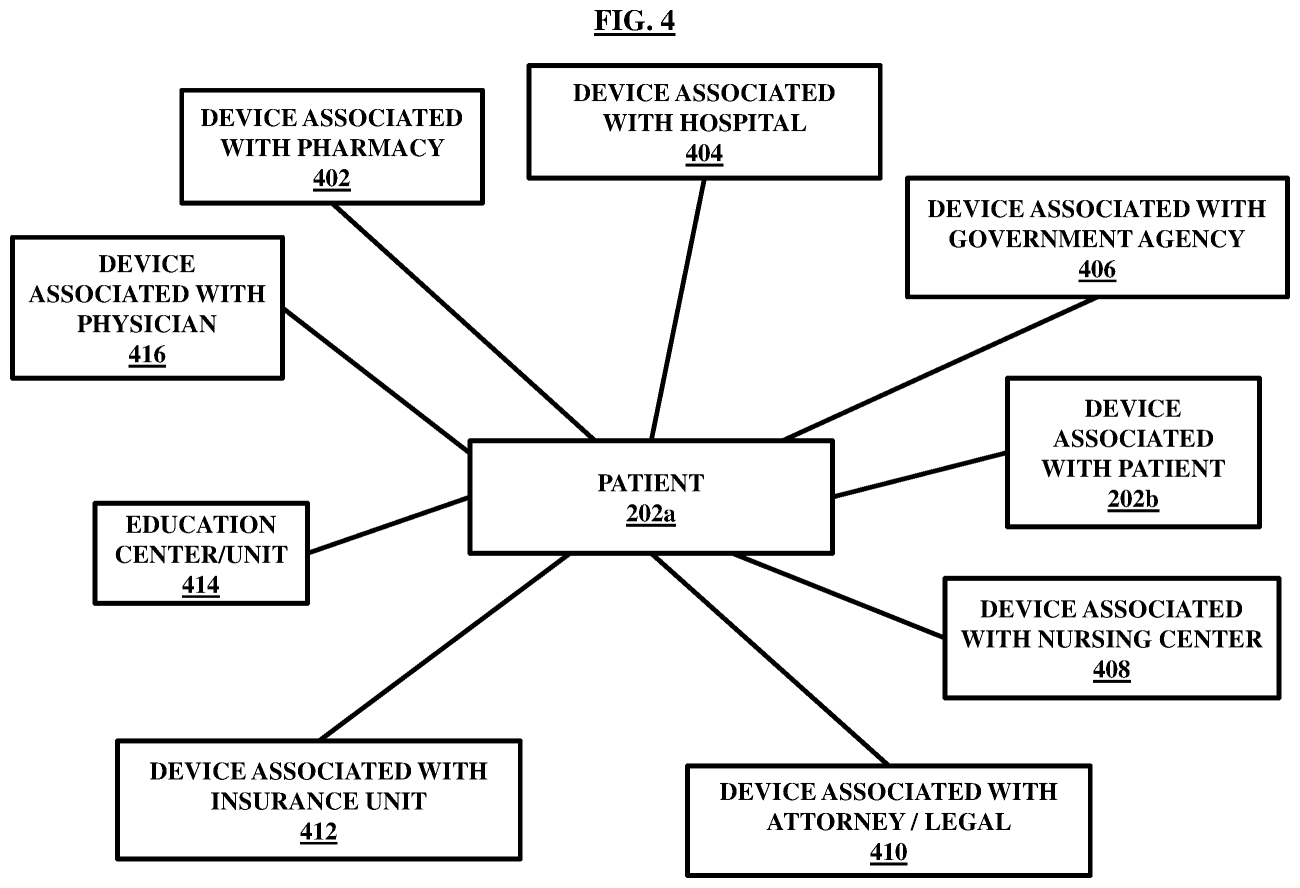 FIG. 4
DEVICE ASSOCIATED
WITH PHARMACY
402
DEVICE ASSOCIATED
WITH HOSPITAL
404
DEVICE ASSOCIATED WITH
GOVERNMENT AGENCY
406
DEVICE
ASSOCIATED WITH
PHYSICIAN
416
DEVICE
ASSOCIATED
WITH PATIENT
202b
PATIENT
202a
EDUCATION
CENTER/UNIT
414
DEVICE ASSOCIATED
WITH NURSING CENTER
408
DEVICE ASSOCIATED WITH
INSURANCE UNIT
412
DEVICE ASSOCIATED WITH
ATTORNEY / LEGAL
410